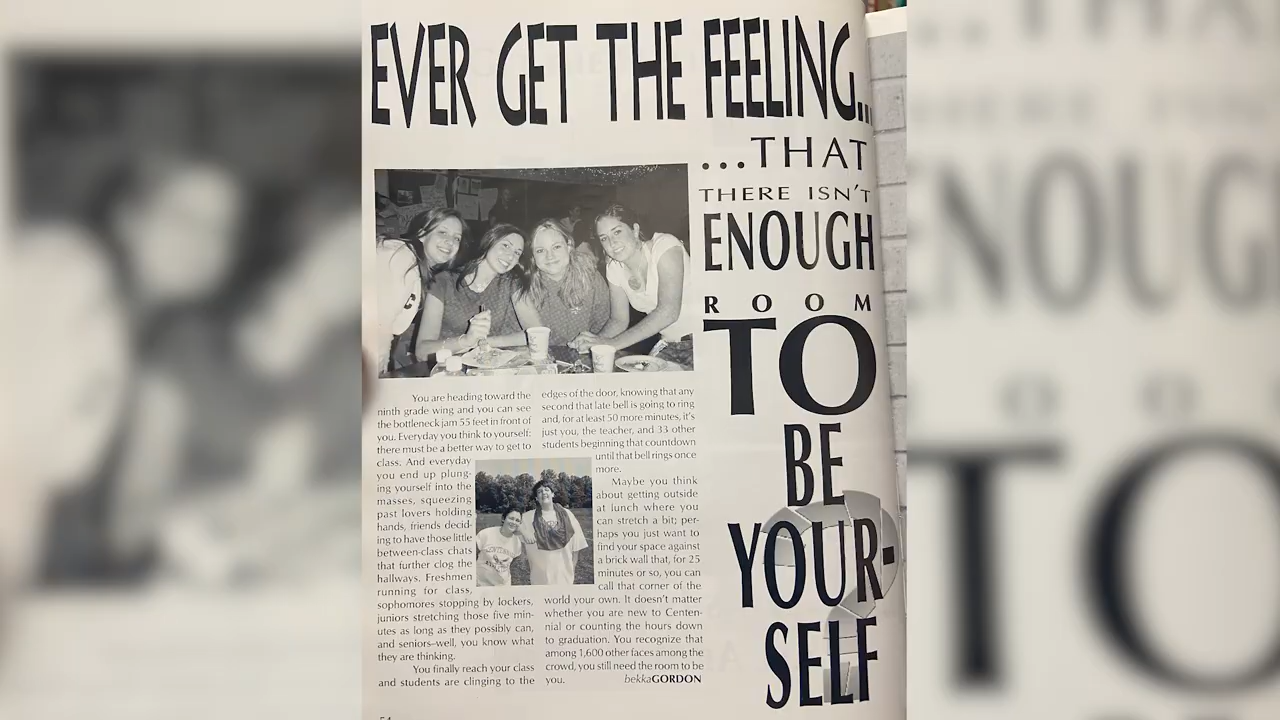 EVER GET THE FEELING...
...THAT
THERE ISN'T
ENOUGH
ROOM
TO
BE
YOUR-
SELF
You are heading toward the
ninth grade wing and you can see
the bottleneck jam 55 feet in front of
you. Everyday you think to yourself:
there must be a better way to get to
class. And everyday
you end up plung-
ing yourself into the
masses, squeezing
past lovers holding
hands, friends decid-
ing to have those little
between-class chats
that further clog the
hallways. Freshmen
running for class,
sophomores stopping by lockers,
juniors stretching those five min-
utes as long as they possibly can,
and seniors–well, you know what
they are thinking.
You finally reach your class
and students are clinging to the
edges of the door, knowing that any
second that late bell is going to ring
and, for at least 50 more minutes, it's
just you, the teacher, and 33 other
students beginning that countdown
until that bell rings once
more.
Maybe you think
about getting outside
at lunch where you
can stretch a bit; per-
haps you just want to
find your space against
a brick wall that, for 25
minutes or so, you can
call that corner of the
world your own. It doesn't matter
whether you are new to Centen-
nial or counting the hours down
to graduation. You recognize that
among 1,600 other faces among the
crowd, you still need the room to be
you.
bekkaGORDON